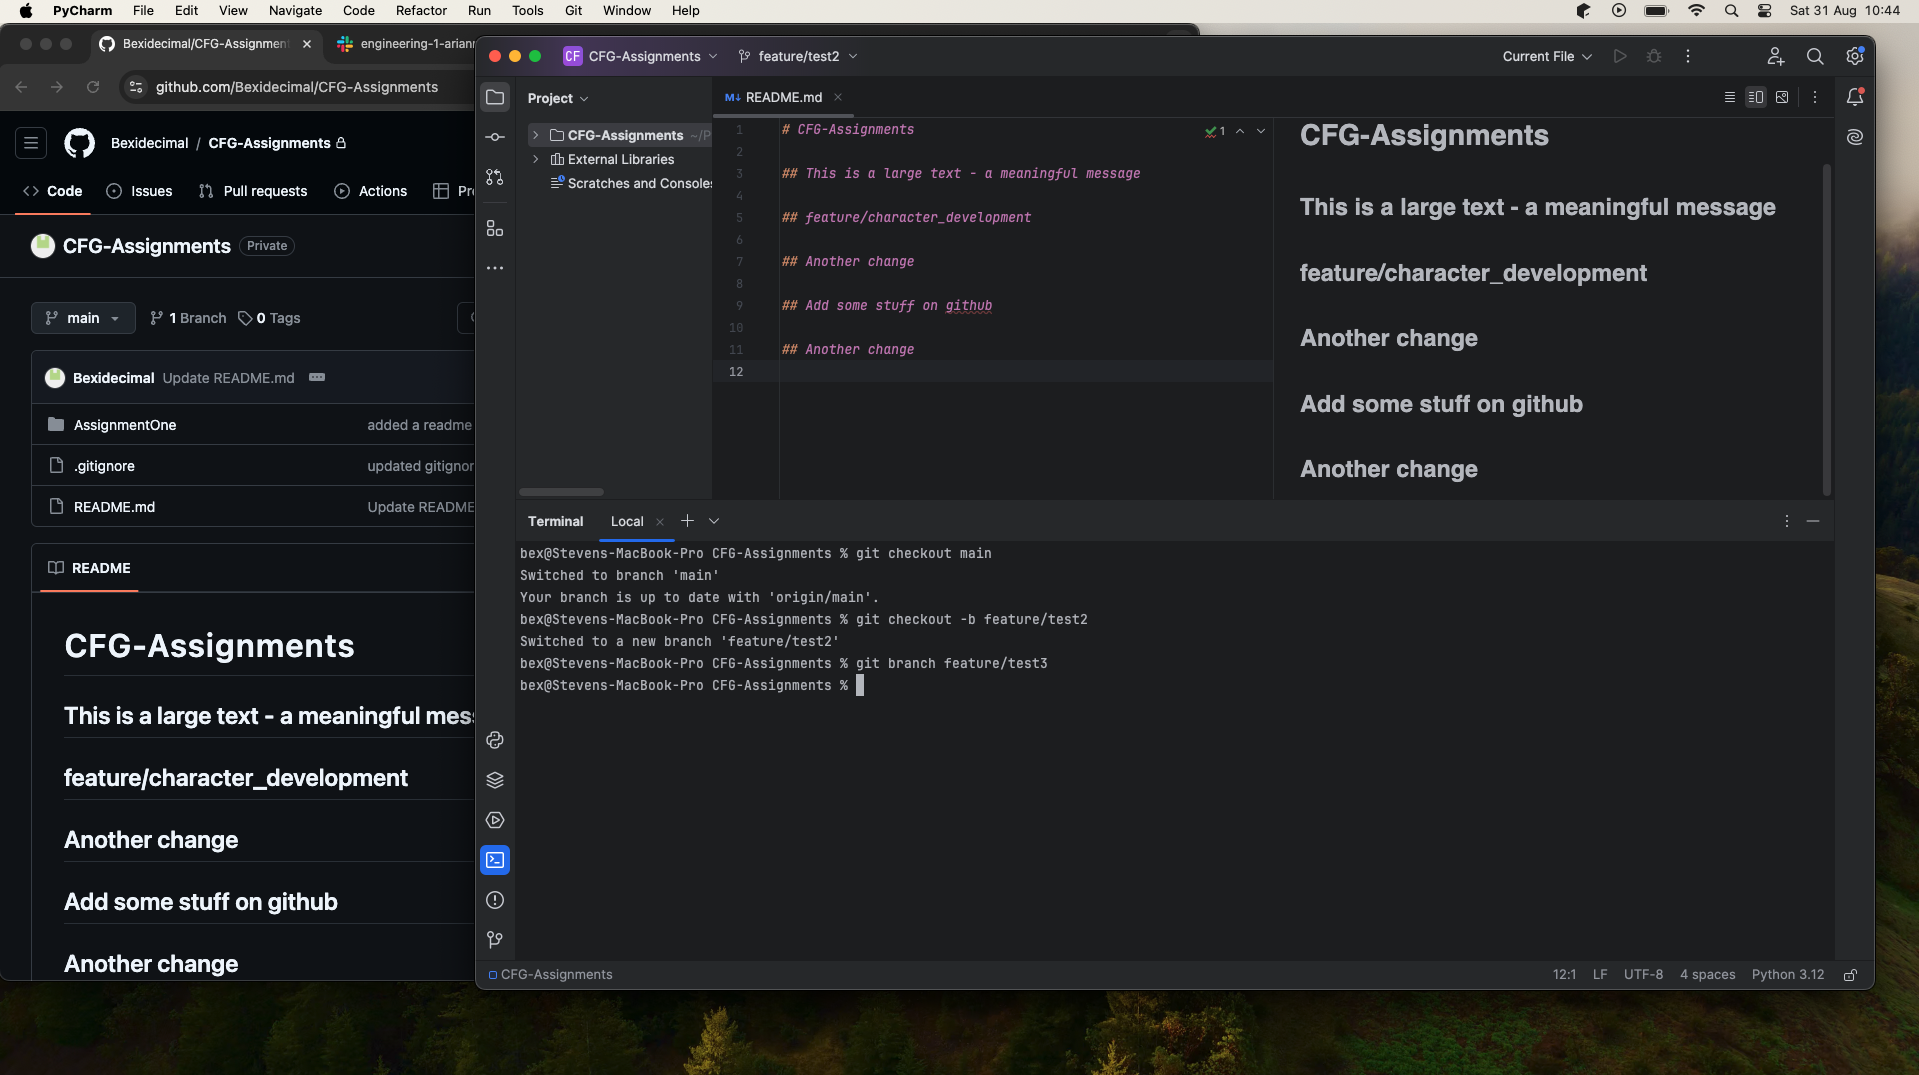 PyCharm File Edit View Navigate Code Refactor Run Tools Git Window Help
Sat 31 Aug 10:44
Bexidecimal/CFG-Assignmen
engineering-1-ariann
github.com/Bexidecimal/CFG-Assignments
Bexidecimal / CFG-Assignments
Code Issues Pull requests Actions Pr
CFG-Assignments Private
main 1 Branch 0 Tags
Bexidecimal Update README.md
AssignmentOne added a readme
.gitignore updated gitignor
README.md Update README
README
CFG-Assignments
This is a large text - a meaningful mess
feature/character_development
Another change
Add some stuff on github
Another change
CF CFG-Assignments feature/test2
Current File
Project
CFG-Assignments ~/P
External Libraries
Scratches and Consoles
M↓ README.md
1 # CFG-Assignments
2
3 ## This is a large text - a meaningful message
4
5 ## feature/character_development
6
7 ## Another change
8
9 ## Add some stuff on github
10
11 ## Another change
12
1
CFG-Assignments
This is a large text - a meaningful message
feature/character_development
Another change
Add some stuff on github
Another change
Terminal Local
bex@Stevens-MacBook-Pro CFG-Assignments % git checkout main
Switched to branch 'main'
Your branch is up to date with 'origin/main'.
bex@Stevens-MacBook-Pro CFG-Assignments % git checkout -b feature/test2
Switched to a new branch 'feature/test2'
bex@Stevens-MacBook-Pro CFG-Assignments % git branch feature/test3
bex@Stevens-MacBook-Pro CFG-Assignments %
CFG-Assignments
12:1 LF UTF-8 4 spaces Python 3.12